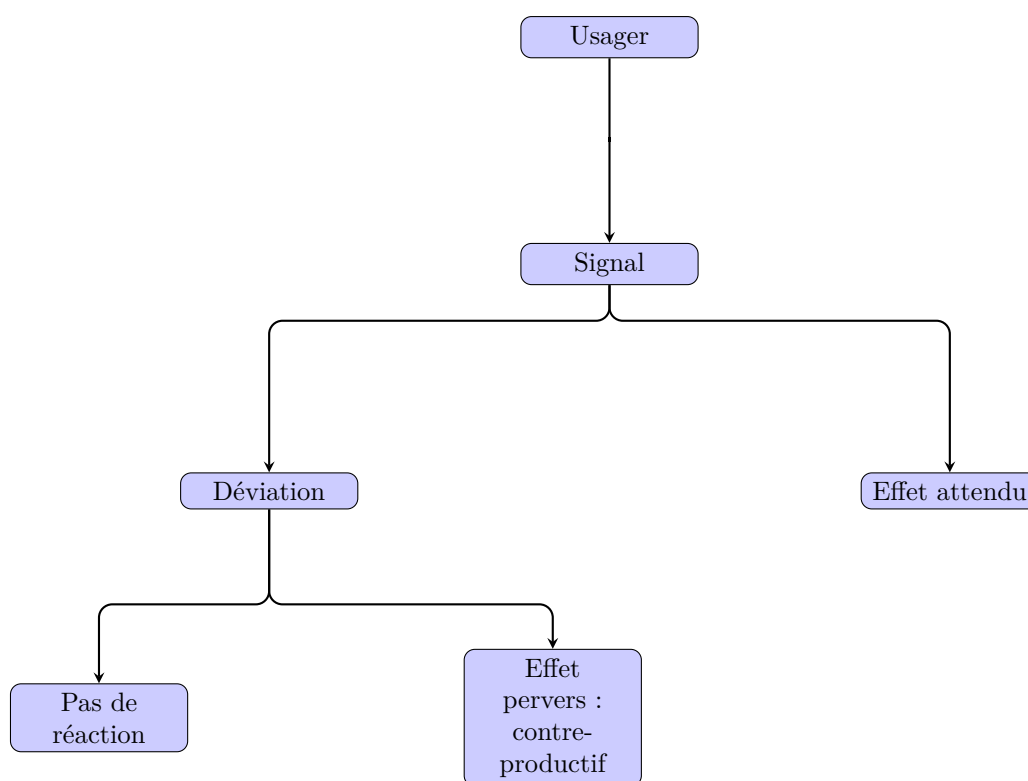 Usager
Signal
Déviation
Effet attendu
Pas de
réaction
Effet
pervers :
contre-
productif